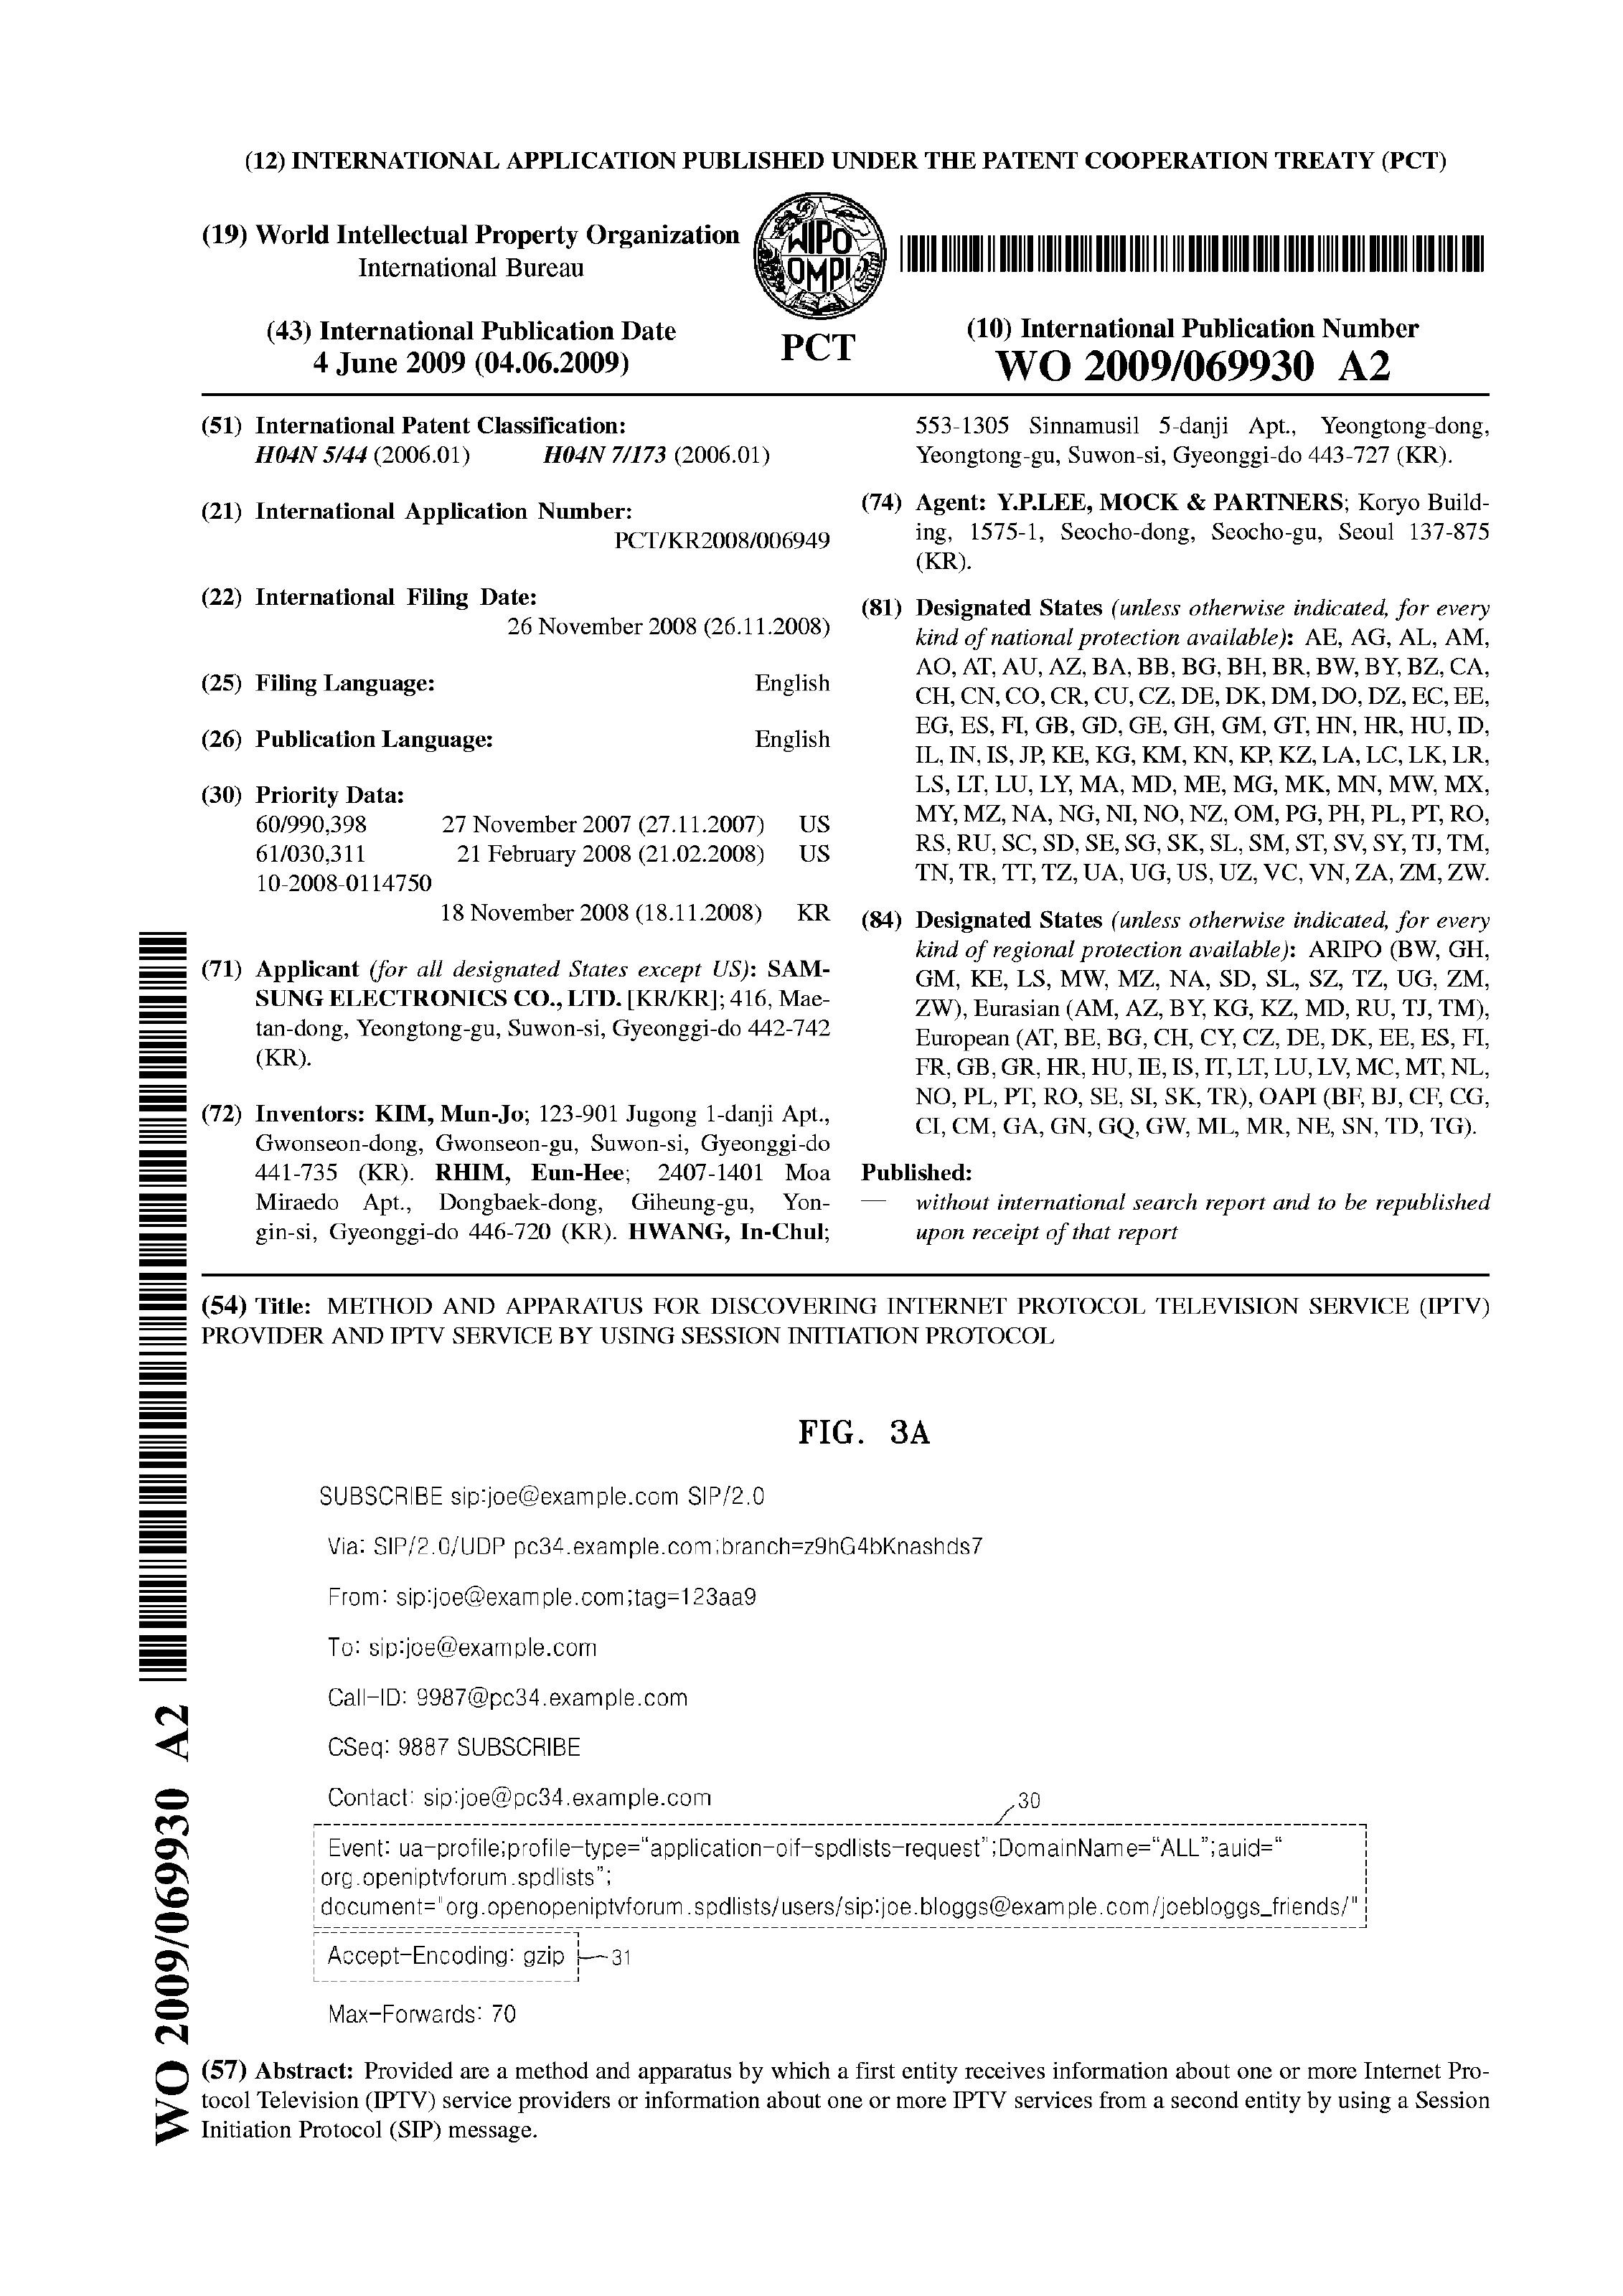 (12) INTERNATIONAL APPLICATION PUBLISHED UNDER THE PATENT COOPERATION TREATY (PCT)
(19) World Intellectual Property Organization
International Bureau
WIPO
OMPI
PCT
(43) International Publication Date
4 June 2009 (04.06.2009)
(10) International Publication Number
WO 2009/069930 A2
(51) International Patent Classification:
H04N 5/44 (2006.01) H04N 7/173 (2006.01)
(21) International Application Number:
PCT/KR2008/006949
(22) International Filing Date:
26 November 2008 (26.11.2008)
(25) Filing Language: English
(26) Publication Language: English
(30) Priority Data:
60/990,398 27 November 2007 (27.11.2007) US
61/030,311 21 February 2008 (21.02.2008) US
10-2008-0114750
18 November 2008 (18.11.2008) KR
(71) Applicant (for all designated States except US): SAM-
SUNG ELECTRONICS CO., LTD. [KR/KR]; 416, Mae-
tan-dong, Yeongtong-gu, Suwon-si, Gyeonggi-do 442-742
(KR).
(72) Inventors: KIM, Mun-Jo; 123-901 Jugong 1-danji Apt.,
Gwonseon-dong, Gwonseon-gu, Suwon-si, Gyeonggi-do
441-735 (KR). RHIM, Eun-Hee; 2407-1401 Moa
Miraedo Apt., Dongbaek-dong, Giheung-gu, Yon-
gin-si, Gyeonggi-do 446-720 (KR). HWANG, In-Chul;
553-1305 Sinnamusil 5-danji Apt., Yeongtong-dong,
Yeongtong-gu, Suwon-si, Gyeonggi-do 443-727 (KR).
(74) Agent: Y.P.LEE, MOCK & PARTNERS; Koryo Build-
ing, 1575-1, Seocho-dong, Seocho-gu, Seoul 137-875
(KR).
(81) Designated States (unless otherwise indicated, for every
kind of national protection available): AE, AG, AL, AM,
AO, AT, AU, AZ, BA, BB, BG, BH, BR, BW, BY, BZ, CA,
CH, CN, CO, CR, CU, CZ, DE, DK, DM, DO, DZ, EC, EE,
EG, ES, FI, GB, GD, GE, GH, GM, GT, HN, HR, HU, ID,
IL, IN, IS, JP, KE, KG, KM, KN, KP, KZ, LA, LC, LK, LR,
LS, LT, LU, LY, MA, MD, ME, MG, MK, MN, MW, MX,
MY, MZ, NA, NG, NI, NO, NZ, OM, PG, PH, PL, PT, RO,
RS, RU, SC, SD, SE, SG, SK, SL, SM, ST, SV, SY, TJ, TM,
TN, TR, TT, TZ, UA, UG, US, UZ, VC, VN, ZA, ZM, ZW.
(84) Designated States (unless otherwise indicated, for every
kind of regional protection available): ARIPO (BW, GH,
GM, KE, LS, MW, MZ, NA, SD, SL, SZ, TZ, UG, ZM,
ZW), Eurasian (AM, AZ, BY, KG, KZ, MD, RU, TJ, TM),
European (AT, BE, BG, CH, CY, CZ, DE, DK, EE, ES, FI,
FR, GB, GR, HR, HU, IE, IS, IT, LT, LU, LV, MC, MT, NL,
NO, PL, PT, RO, SE, SI, SK, TR), OAPI (BF, BJ, CF, CG,
CI, CM, GA, GN, GQ, GW, ML, MR, NE, SN, TD, TG).
Published:
— without international search report and to be republished
upon receipt of that report
(54) Title: METHOD AND APPARATUS FOR DISCOVERING INTERNET PROTOCOL TELEVISION SERVICE (IPTV)
PROVIDER AND IPTV SERVICE BY USING SESSION INITIATION PROTOCOL
FIG. 3A
SUBSCRIBE sip:joe@example.com SIP/2.0
Via: SIP/2.0/UDP pc34.example.com;branch=z9hG4bKnashds7
From: sip:joe@example.com;tag=123aa9
To: sip:joe@example.com
Call-ID: 9987@pc34.example.com
CSeq: 9887 SUBSCRIBE
Contact: sip:joe@pc34.example.com
30
Event: ua-profile;profile-type=“application-oif-spdlists-request”;DomainName=“ALL”;auid=“
org.openiptvforum.spdlists”;
document="org.openopeniptvforum.spdlists/users/sip:joe.bloggs@example.com/joebloggs_friends/"
Accept-Encoding: gzip 31
Max-Forwards: 70
(57) Abstract: Provided are a method and apparatus by which a first entity receives information about one or more Internet Pro-
tocol Television (IPTV) service providers or information about one or more IPTV services from a second entity by using a Session
Initiation Protocol (SIP) message.
WO 2009/069930 A2